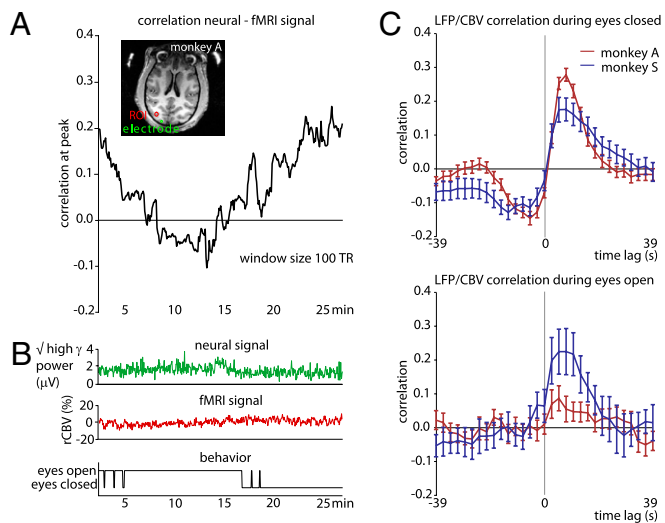 A
correlation neural - fMRI signal
monkey A
ROI
electrode
correlation at peak
0.4
0.3
0.2
0.1
0.0
-0.1
-0.2
window size 100 TR
5 10 15 20 25 min
B
√ high γ
power
(μV)
4
2
0
neural signal
rCBV (%)
20
0
-20
fMRI signal
behavior
eyes open
eyes closed
5 10 15 20 25 min
C
LFP/CBV correlation during eyes closed
monkey A
monkey S
correlation
0.4
0.3
0.2
0.1
0.0
-0.1
0.2
-39 0 39
time lag (s)
LFP/CBV correlation during eyes open
correlation
0.4
0.3
0.2
0.1
0.0
-0.1
0.2
-39 0 39
time lag (s)